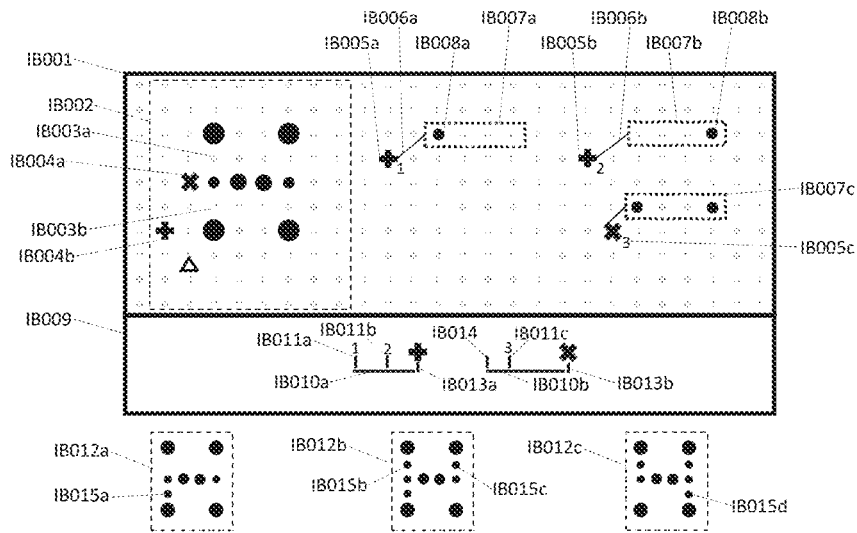 IB006a IB007a IB006b IB008b
IB005a IB008a IB005b IB007b
IB001
IB002
IB003a
IB004a
1 2
IB007c
IB003b
IB004b
3
IB005c
IB009
IB011b IB014 IB011c
IB011a 1 2 3
IB010a IB013a IB010b IB013b
IB012a IB012b IB012c
IB015a IB015b IB015c IB015d